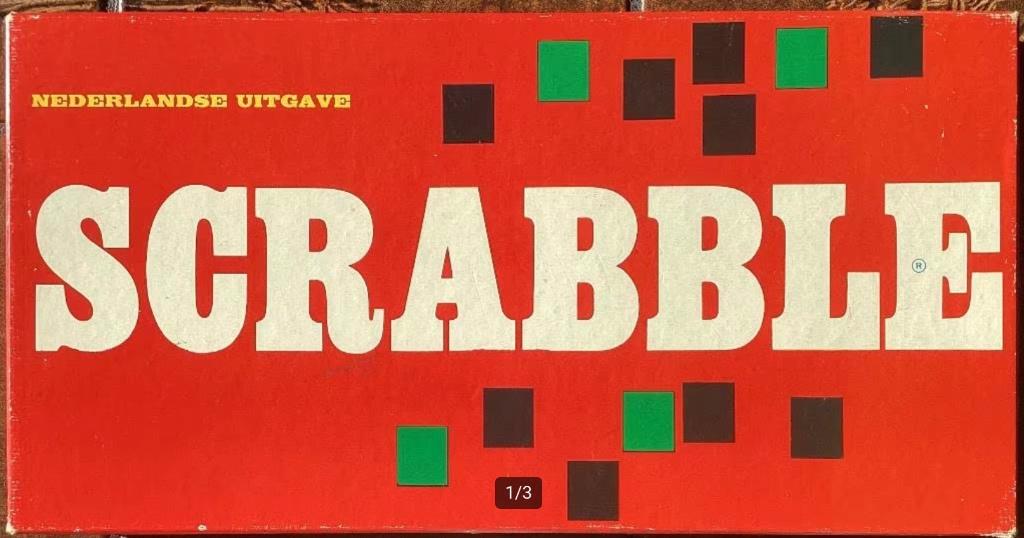 NEDERLANDSE UITGAVE
SCRABBLE
®
1/3